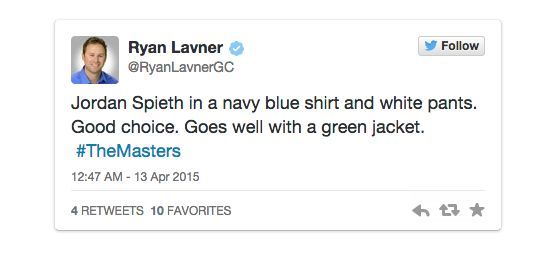 Ryan Lavner
@RyanLavnerGC
Follow
Jordan Spieth in a navy blue shirt and white pants.
Good choice. Goes well with a green jacket.
#TheMasters
12:47 AM - 13 Apr 2015
4 RETWEETS 10 FAVORITES